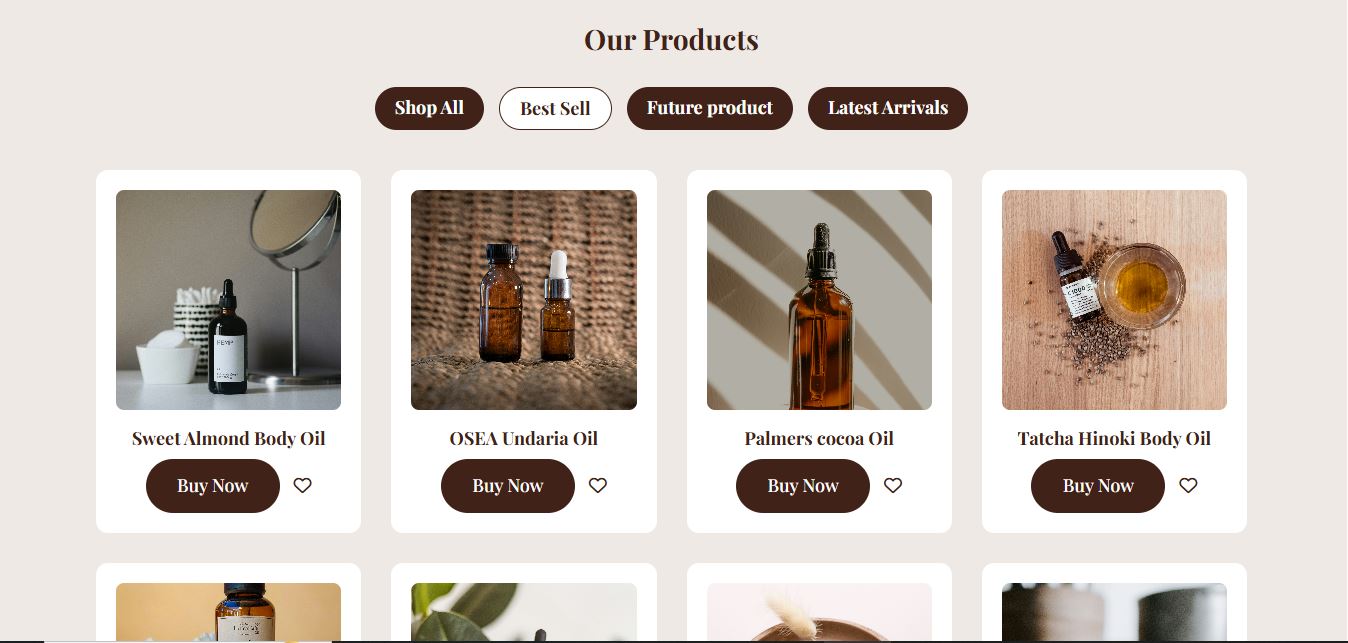 Our Products
Shop All
Best Sell
Future product
Latest Arrivals
HEMP
Sweet Almond Body Oil
OSEA Undaria Oil
Palmers cocoa Oil
Tatcha Hinoki Body Oil
Buy Now
Buy Now
Buy Now
Buy Now